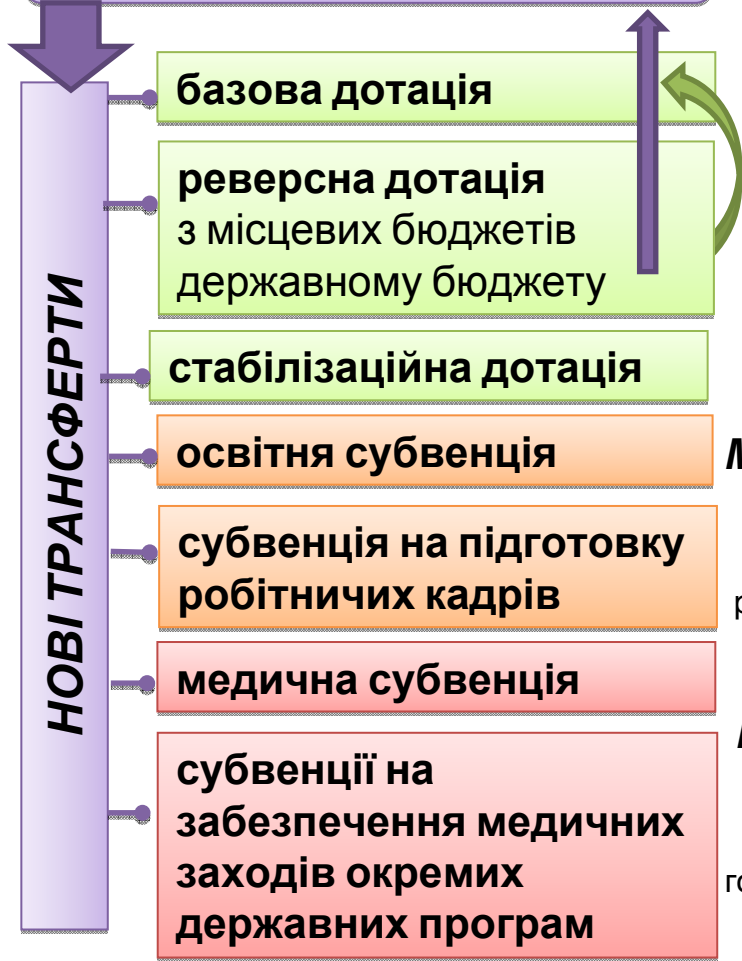 НОВІ ТРАНСФЕРТИ
базова дотація
реверсна дотація
з місцевих бюджетів
державному бюджету
стабілізаційна дотація
освітня субвенція
субвенція на підготовку
робітничих кадрів
медична субвенція
субвенції на
забезпечення медичних
заходів окремих
державних програм